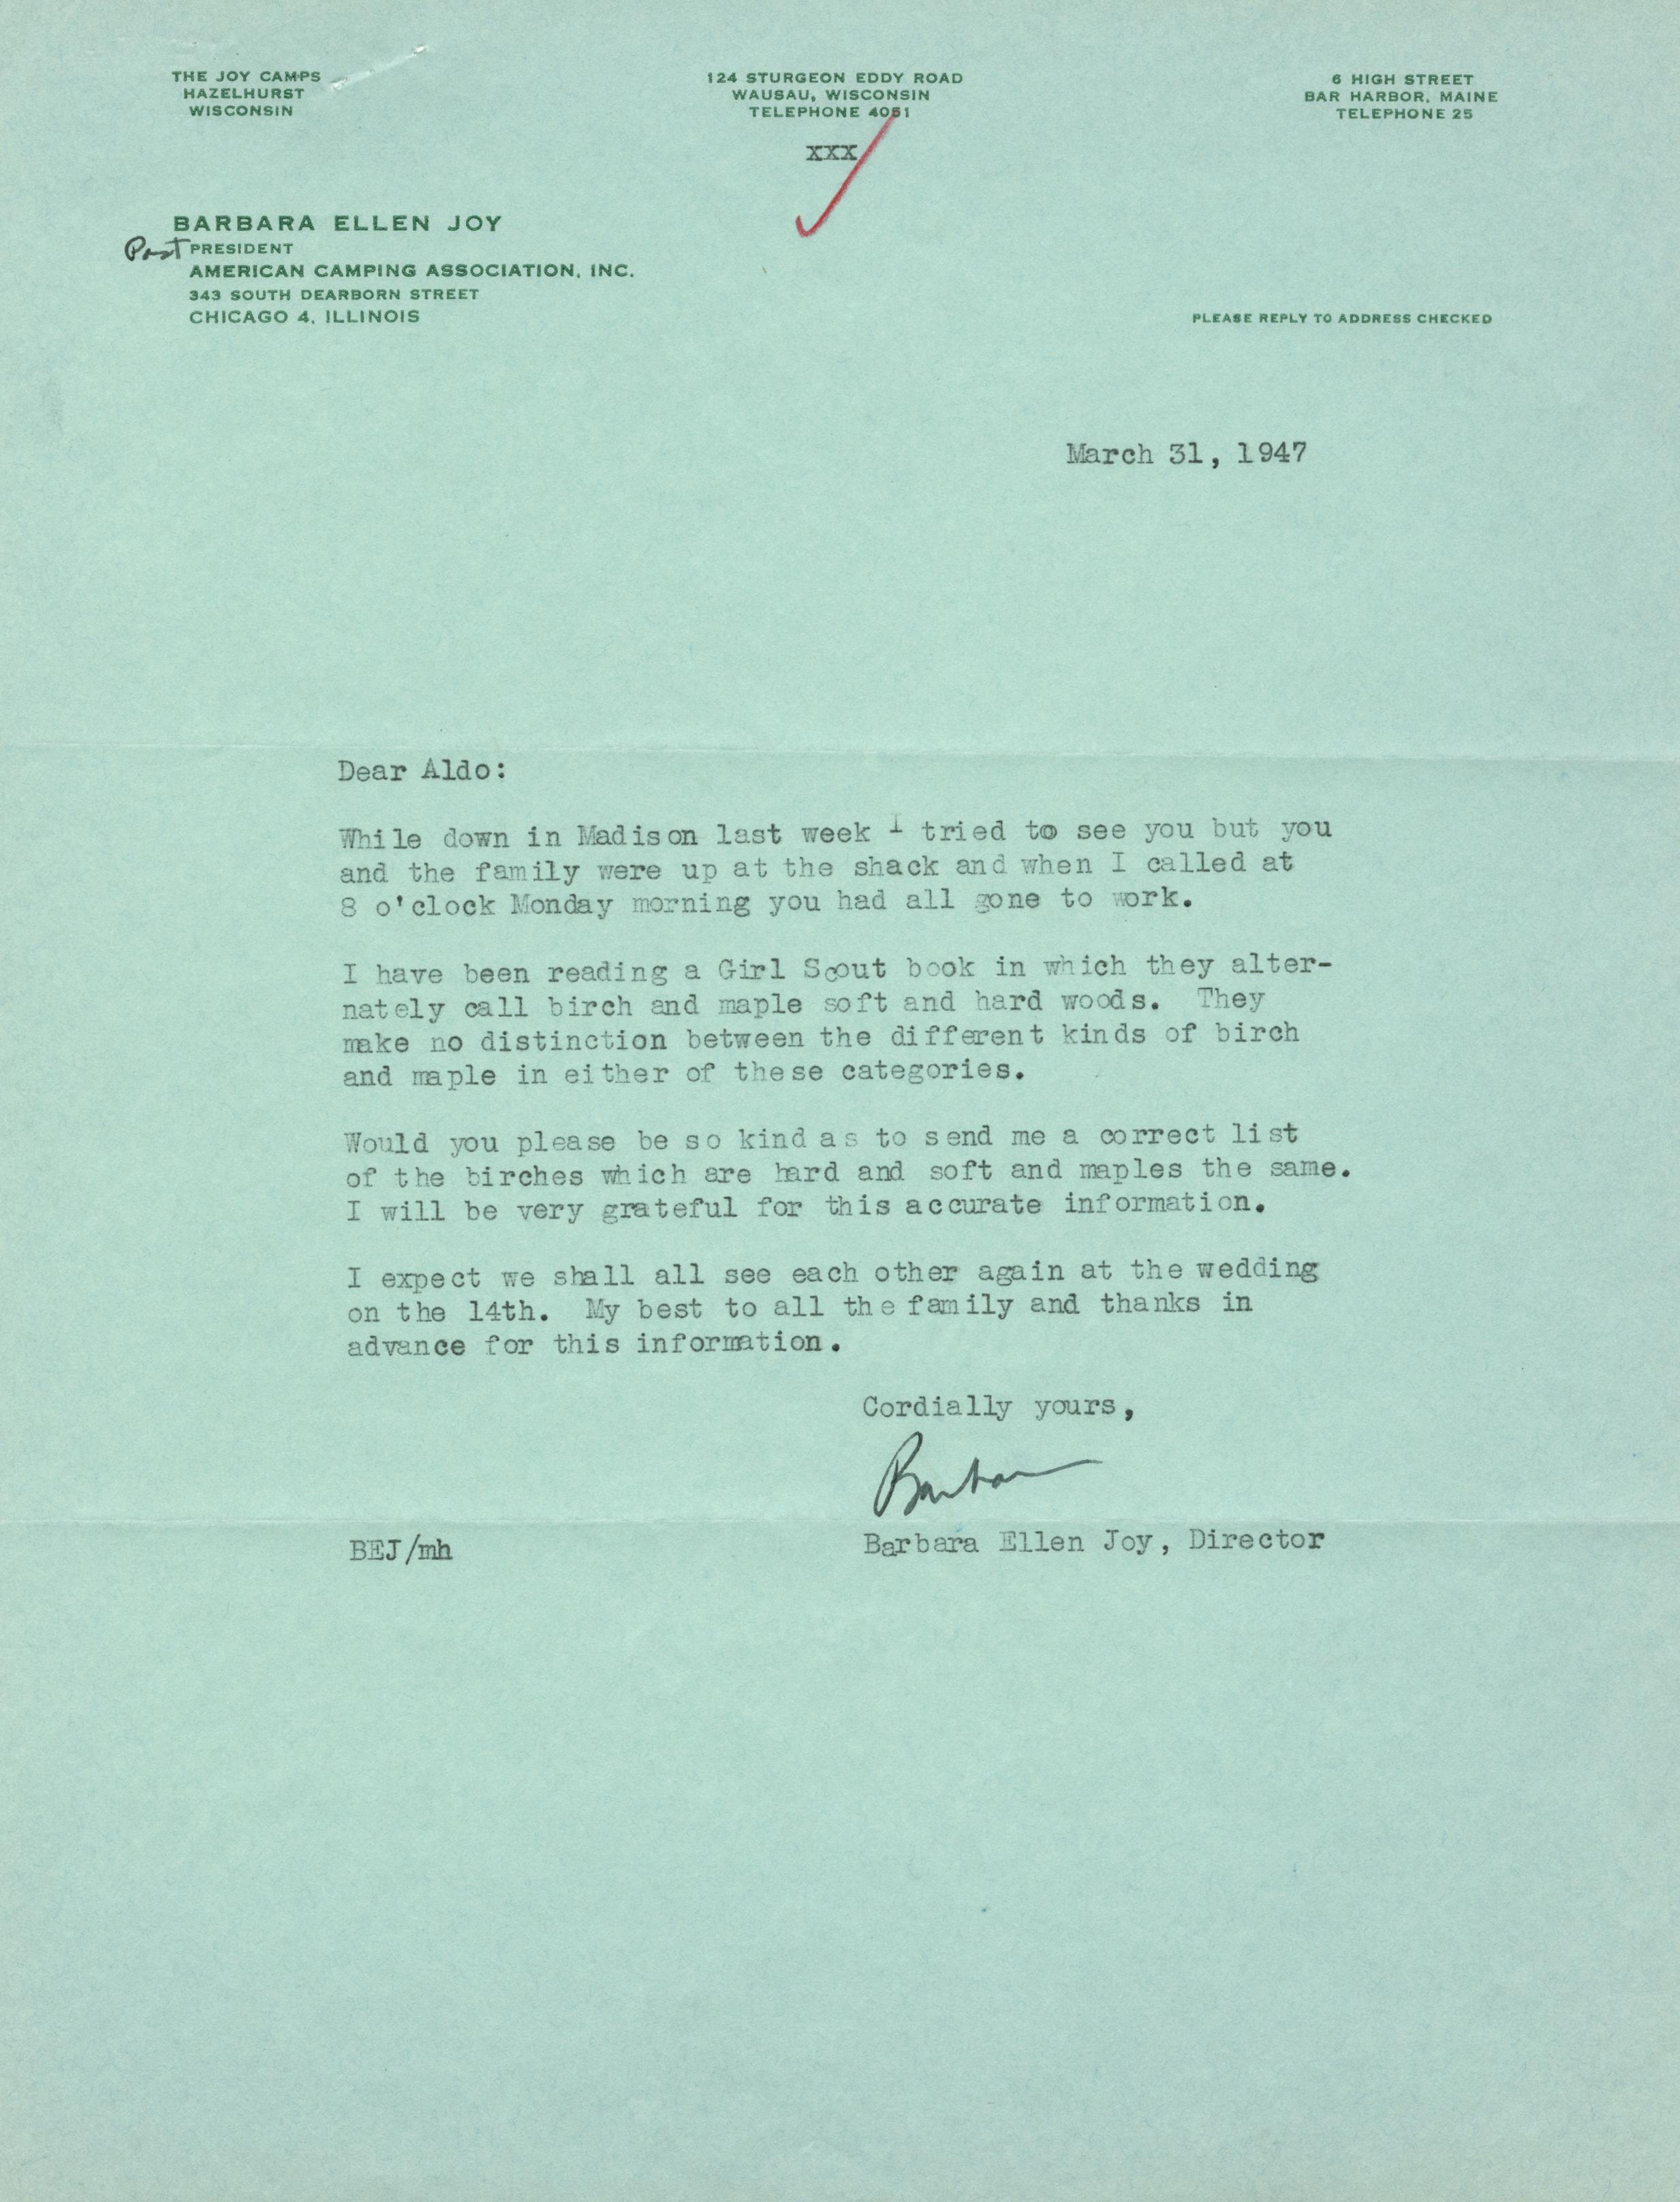 THE JOY CAMPS
HAZELHURST
WISCONSIN
124 STURGEON EDDY ROAD
WAUSAU, WISCONSIN
TELEPHONE 4051
xxx
6 HIGH STREET
BAR HARBOR, MAINE
TELEPHONE 25
BARBARA ELLEN JOY
Past PRESIDENT
AMERICAN CAMPING ASSOCIATION, INC.
343 SOUTH DEARBORN STREET
CHICAGO 4, ILLINOIS
PLEASE REPLY TO ADDRESS CHECKED
March 31, 1947
Dear Aldo:
While down in Madison last week I tried to see you but you
and the family were up at the shack and when I called at
8 o'clock Monday morning you had all gone to work.
I have been reading a Girl Scout book in which they alter-
nately call birch and maple soft and hard woods. They
make no distinction between the different kinds of birch
and maple in either of these categories.
Would you please be so kind as to send me a correct list
of the birches which are hard and soft and maples the same.
I will be very grateful for this accurate information.
I expect we shall all see each other again at the wedding
on the 14th. My best to all the family and thanks in
advance for this information.
Cordially yours,
Barbara
Barbara Ellen Joy, Director
BEJ/mh